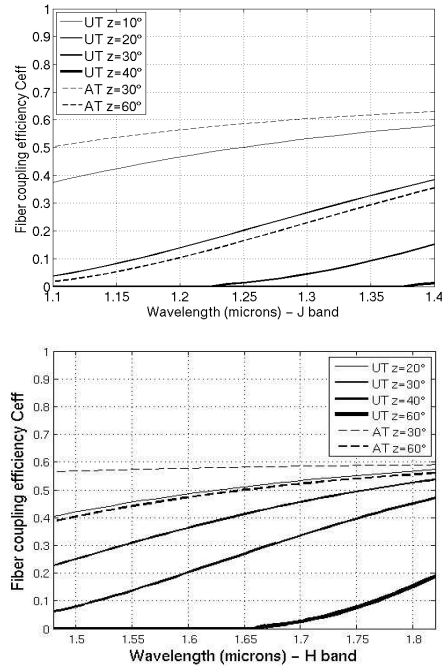 Fiber coupling efficiency Ceff
1
0.9
0.8
0.7
0.6
0.5
0.4
0.3
0.2
0.1
0
UT z=10°
UT z=20°
UT z=30°
UT z=40°
AT z=30°
AT z=60°
1.1 1.15 1.2 1.25 1.3 1.35 1.4
Wavelength (microns) – J band
Fiber coupling efficiency Ceff
1
0.9
0.8
0.7
0.6
0.5
0.4
0.3
0.2
0.1
0
UT z=20°
UT z=30°
UT z=40°
UT z=60°
AT z=30°
AT z=60°
1.5 1.55 1.6 1.65 1.7 1.75 1.8
Wavelength (microns) – H band